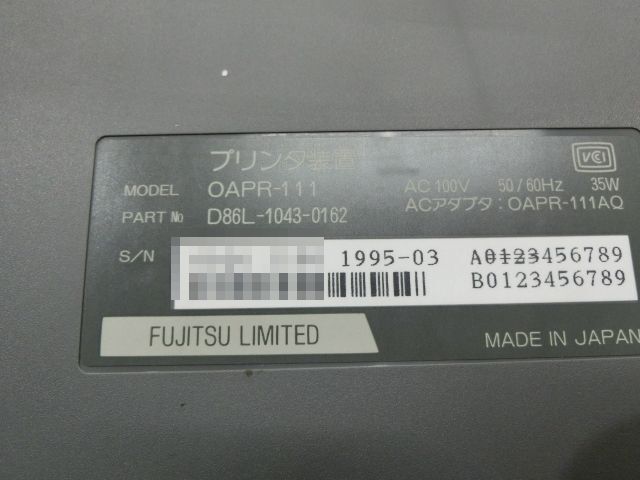 プリンタ装置
VCI
MODEL OAPR-111 AC 100V 50/60Hz 35W
PART № D86L-1043-0162 ACアダプタ:OAPR-111AQ
S/N 1995-03 A0123456789
B0123456789
FUJITSU LIMITED MADE IN JAPAN